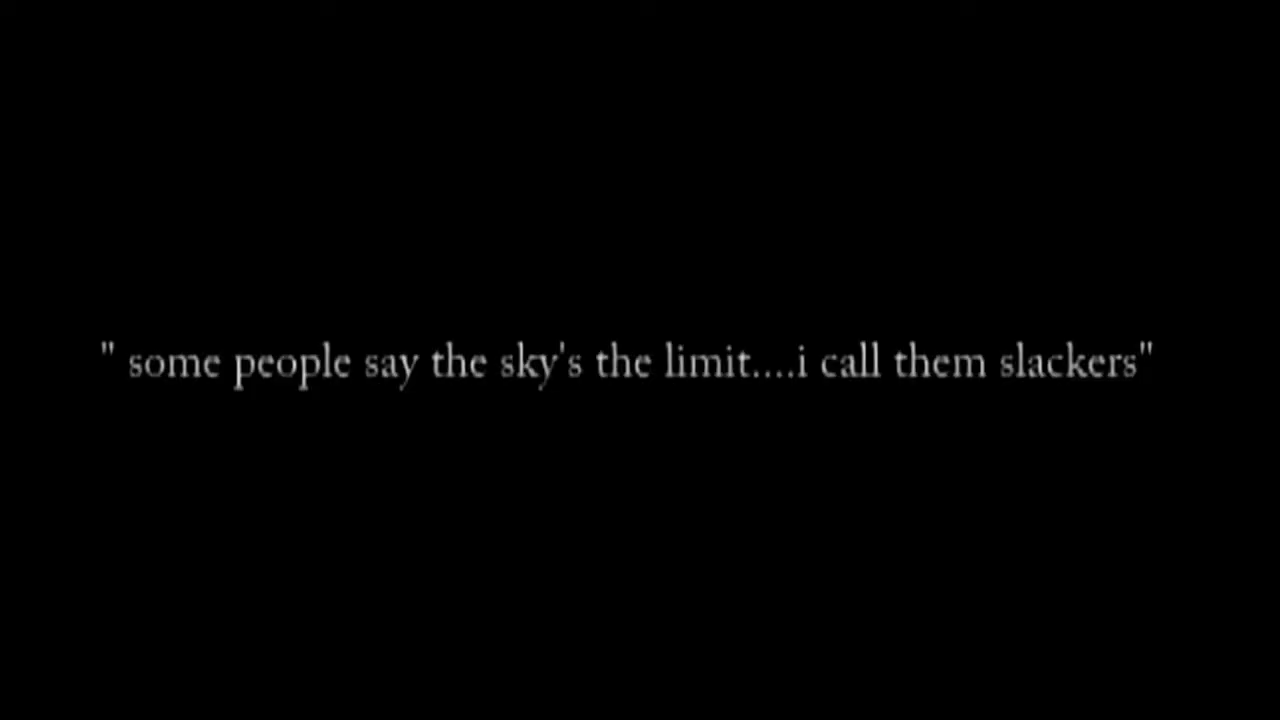 " some people say the sky's the limit....i call them slackers"